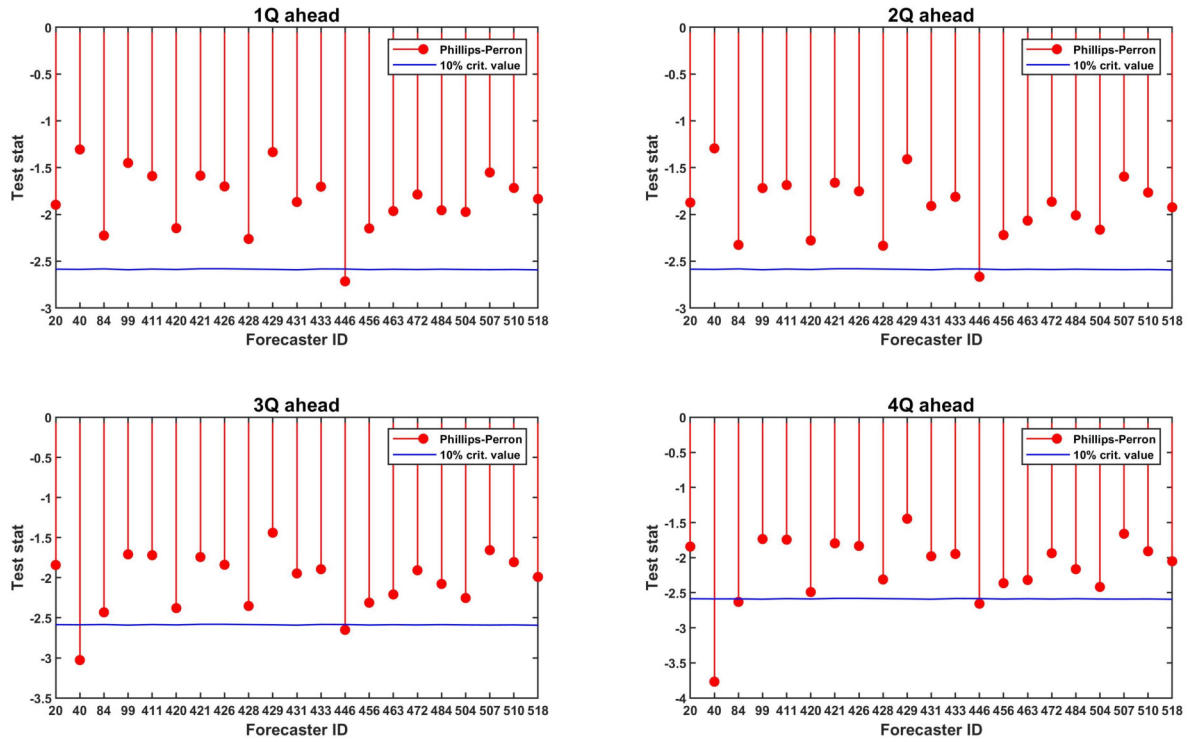 1Q ahead
0
-0.5
-1
-1.5
-2
-2.5
-3
Test stat
Phillips-Perron
10% crit. value
20 40 84 99 411 420 421 426 428 429 431 433 446 456 463 472 484 504 507 510 518
Forecaster ID
2Q ahead
0
-0.5
-1
-1.5
-2
-2.5
-3
Test stat
Phillips-Perron
10% crit. value
20 40 84 99 411 420 421 426 428 429 431 433 446 456 463 472 484 504 507 510 518
Forecaster ID
3Q ahead
0
-0.5
-1
-1.5
-2
-2.5
-3
-3.5
Test stat
Phillips-Perron
10% crit. value
20 40 84 99 411 420 421 426 428 429 431 433 446 456 463 472 484 504 507 510 518
Forecaster ID
4Q ahead
0
-0.5
-1
-1.5
-2
-2.5
-3
-3.5
-4
Test stat
Phillips-Perron
10% crit. value
20 40 84 99 411 420 421 426 428 429 431 433 446 456 463 472 484 504 507 510 518
Forecaster ID